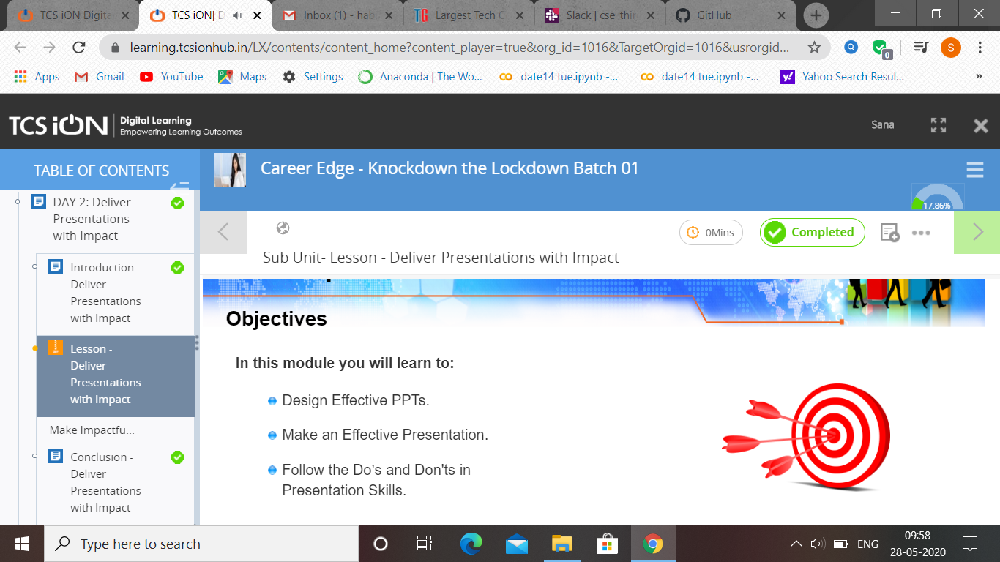 TCS iON Digita
TCS iON| D
Inbox (1) - hab
Largest Tech C
Slack | cse_thir
GitHub
learning.tcsionhub.in/LX/contents/content_home?content_player=true&org_id=1016&TargetOrgid=1016&usrorgid...
0
S
Apps
Gmail
YouTube
Maps
Settings
Anaconda | The Wo...
date14 tue.ipynb -...
date14 tue.ipynb -...
Yahoo Search Resul...
»
TCS iON
Digital Learning
Empowering Learning Outcomes
Sana
TABLE OF CONTENTS
Career Edge - Knockdown the Lockdown Batch 01
17.86%
DAY 2: Deliver
Presentations
with Impact
Introduction -
Deliver
Presentations
with Impact
Lesson -
Deliver
Presentations
with Impact
Make Impactfu...
Conclusion -
Deliver
Presentations
with Impact
0Mins
Completed
Sub Unit- Lesson - Deliver Presentations with Impact
Objectives
In this module you will learn to:
Design Effective PPTs.
Make an Effective Presentation.
Follow the Do’s and Don'ts in
Presentation Skills.
Type here to search
ENG
09:58
28-05-2020